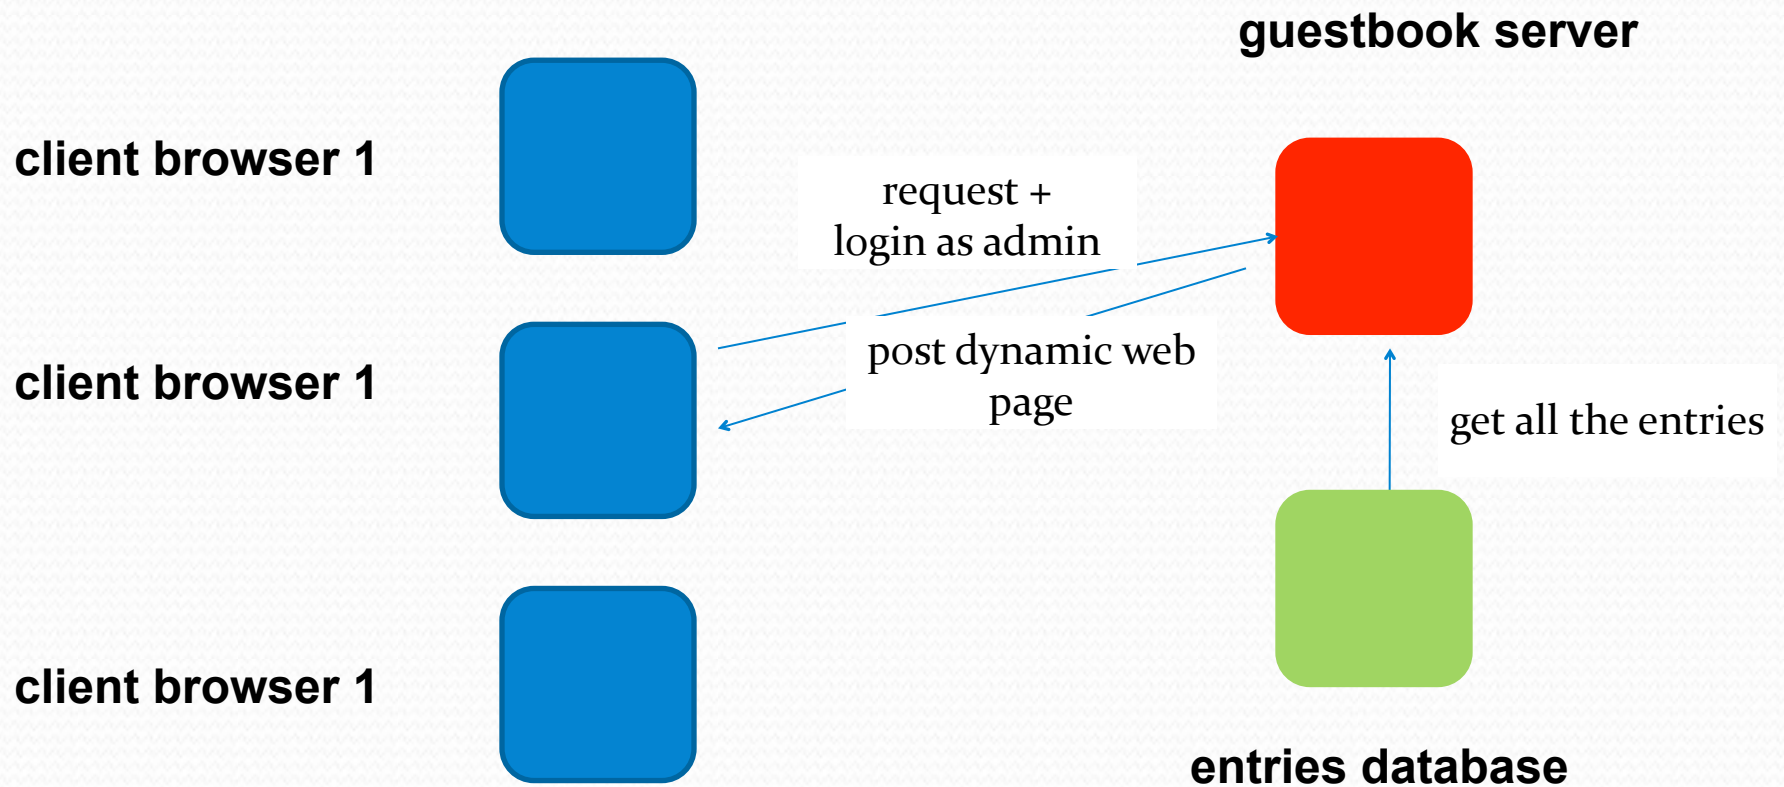 guestbook server
client browser 1
request +
login as admin
client browser 1
post dynamic web
page
get all the entries
client browser 1
entries database